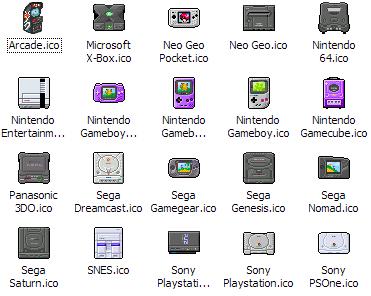 Arcade.ico
Microsoft
X-Box.ico
Neo Geo
Pocket.ico
Neo Geo.ico
Nintendo
64.ico
Nintendo
Entertainm...
Nintendo
Gameboy...
Nintendo
Gameb...
Nintendo
Gameboy.ico
Nintendo
Gamecube.ico
Panasonic
3DO.ico
Sega
Dreamcast.ico
Sega
Gamegear.ico
Sega
Genesis.ico
Sega
Nomad.ico
Sega
Saturn.ico
SNES.ico
Sony
Playstati...
Sony
Playstation.ico
Sony
PSOne.ico